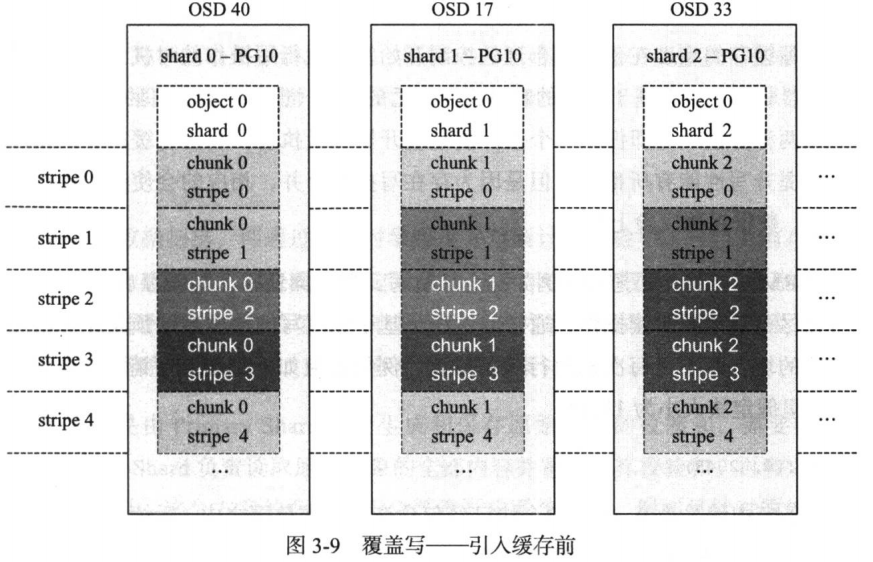 OSD 40 OSD 17 OSD 33
shard 0–PG10 shard 1–PG10 shard 2–PG10
object 0 object 0 object 0
shard 0 shard 1 shard 2
stripe 0 chunk 0 chunk 1 chunk 2 ...
stripe 0 stripe 0 stripe 0
stripe 1 chunk 0 chunk 1 chunk 2 ...
stripe 1 stripe 1 stripe 1
stripe 2 chunk 0 chunk 1 chunk 2 ...
stripe 2 stripe 2 stripe 2
stripe 3 chunk 0 chunk 1 chunk 2 ...
stripe 3 stripe 3 stripe 3
stripe 4 chunk 0 chunk 1 chunk 2 ...
stripe 4 stripe 4 stripe 4
... ... ...
图 3-9 覆盖写——引入缓存前